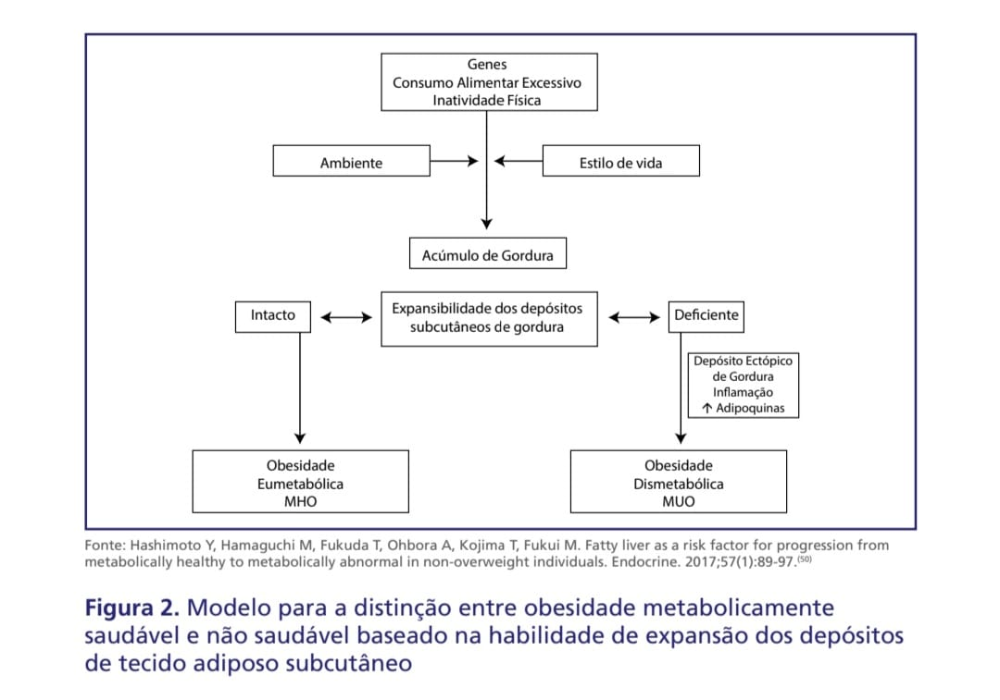 Genes
Consumo Alimentar Excessivo
Inatividade Física
Ambiente
Estilo de vida
Acúmulo de Gordura
Intacto
Expansibilidade dos depósitos
subcutâneos de gordura
Deficiente
Depósito Ectópico
de Gordura
Inflamação
↑ Adipoquinas
Obesidade
Eumetabólica
MHO
Obesidade
Dismetabólica
MUO
Fonte: Hashimoto Y, Hamaguchi M, Fukuda T, Ohbora A, Kojima T, Fukui M. Fatty liver as a risk factor for progression from
metabolically healthy to metabolically abnormal in non-overweight individuals. Endocrine. 2017;57(1):89-97.(50)
Figura 2. Modelo para a distinção entre obesidade metabolicamente
saudável e não saudável baseado na habilidade de expansão dos depósitos
de tecido adiposo subcutâneo